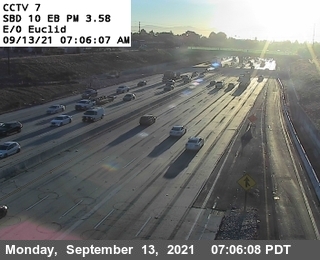 CCTV 7
SBD 10 EB PM 3.58
E/O Euclid
09/13/21 07:06:07 AM
Monday, September 13, 2021 07:06:08 PDT